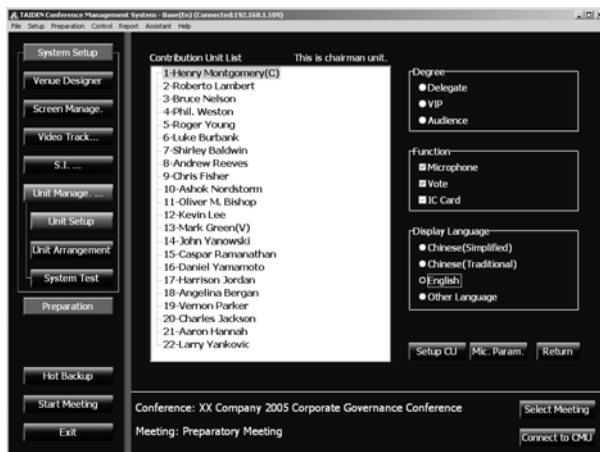 TAIDEN Conference Management System - Base(En) (Connected:192.168.1.109)
File Setup Preparation Control Report Assistant Help
System Setup
Venue Designer
Screen Manage.
Video Track...
S.I. ...
Unit Manage. ...
Unit Setup
Unit Arrangement
System Test
Preparation
Hot Backup
Start Meeting
Exit
Contribution Unit List This is chairman unit.
1-Henry Montgomery(C)
2-Roberto Lambert
3-Bruce Nelson
4-Phil. Weston
5-Roger Young
6-Luke Burbank
7-Shirley Baldwin
8-Andrew Reeves
9-Chris Fisher
10-Ashok Nordstorm
11-Oliver M. Bishop
12-Kevin Lee
13-Mark Green(V)
14-John Yanowski
15-Caspar Ramanathan
16-Daniel Yamamoto
17-Harrison Jordan
18-Angelina Bergan
19-Vernon Parker
20-Charles Jackson
21-Aaron Hannah
22-Larry Yankovic
Degree
Delegate
VIP
Audience
Function
Microphone
Vote
IC Card
Display Language
Chinese(Simplified)
Chinese(Traditional)
English
Other Language
Setup CU Mic. Param. Return
Conference: XX Company 2005 Corporate Governance Conference
Meeting: Preparatory Meeting
Select Meeting
Connect to CMU